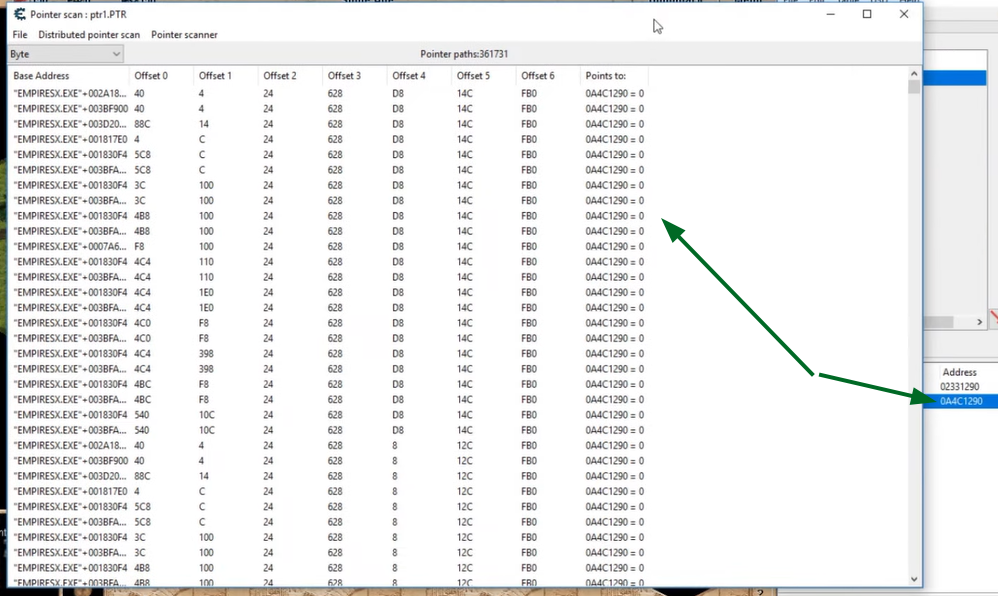 Pointer scan : ptr1.PTR
File Distributed pointer scan Pointer scanner
Byte Pointer paths:361731
Base Address Offset 0 Offset 1 Offset 2 Offset 3 Offset 4 Offset 5 Offset 6 Points to:
"EMPIRESX.EXE"+002A18... 40 4 24 628 D8 14C FB0 0A4C1290 = 0
"EMPIRESX.EXE"+003BF900 40 4 24 628 D8 14C FB0 0A4C1290 = 0
"EMPIRESX.EXE"+003D20... 88C 14 24 628 D8 14C FB0 0A4C1290 = 0
"EMPIRESX.EXE"+001817E0 4 C 24 628 D8 14C FB0 0A4C1290 = 0
"EMPIRESX.EXE"+001830F4 5C8 C 24 628 D8 14C FB0 0A4C1290 = 0
"EMPIRESX.EXE"+003BFA... 5C8 C 24 628 D8 14C FB0 0A4C1290 = 0
"EMPIRESX.EXE"+001830F4 3C 100 24 628 D8 14C FB0 0A4C1290 = 0
"EMPIRESX.EXE"+003BFA... 3C 100 24 628 D8 14C FB0 0A4C1290 = 0
"EMPIRESX.EXE"+001830F4 4B8 100 24 628 D8 14C FB0 0A4C1290 = 0
"EMPIRESX.EXE"+003BFA... 4B8 100 24 628 D8 14C FB0 0A4C1290 = 0
"EMPIRESX.EXE"+0007A6... F8 100 24 628 D8 14C FB0 0A4C1290 = 0
"EMPIRESX.EXE"+001830F4 4C4 110 24 628 D8 14C FB0 0A4C1290 = 0
"EMPIRESX.EXE"+003BFA... 4C4 110 24 628 D8 14C FB0 0A4C1290 = 0
"EMPIRESX.EXE"+001830F4 4C4 1E0 24 628 D8 14C FB0 0A4C1290 = 0
"EMPIRESX.EXE"+003BFA... 4C4 1E0 24 628 D8 14C FB0 0A4C1290 = 0
"EMPIRESX.EXE"+001830F4 4C0 F8 24 628 D8 14C FB0 0A4C1290 = 0
"EMPIRESX.EXE"+003BFA... 4C0 F8 24 628 D8 14C FB0 0A4C1290 = 0
"EMPIRESX.EXE"+001830F4 4C4 398 24 628 D8 14C FB0 0A4C1290 = 0
"EMPIRESX.EXE"+003BFA... 4C4 398 24 628 D8 14C FB0 0A4C1290 = 0
"EMPIRESX.EXE"+001830F4 4BC F8 24 628 D8 14C FB0 0A4C1290 = 0
"EMPIRESX.EXE"+003BFA... 4BC F8 24 628 D8 14C FB0 0A4C1290 = 0
"EMPIRESX.EXE"+001830F4 540 10C 24 628 D8 14C FB0 0A4C1290 = 0
"EMPIRESX.EXE"+003BFA... 540 10C 24 628 D8 14C FB0 0A4C1290 = 0
"EMPIRESX.EXE"+002A18... 40 4 24 628 8 12C FB0 0A4C1290 = 0
"EMPIRESX.EXE"+003BF900 40 4 24 628 8 12C FB0 0A4C1290 = 0
"EMPIRESX.EXE"+003D20... 88C 14 24 628 8 12C FB0 0A4C1290 = 0
"EMPIRESX.EXE"+001817E0 4 C 24 628 8 12C FB0 0A4C1290 = 0
"EMPIRESX.EXE"+001830F4 5C8 C 24 628 8 12C FB0 0A4C1290 = 0
"EMPIRESX.EXE"+003BFA... 5C8 C 24 628 8 12C FB0 0A4C1290 = 0
"EMPIRESX.EXE"+001830F4 3C 100 24 628 8 12C FB0 0A4C1290 = 0
"EMPIRESX.EXE"+003BFA... 3C 100 24 628 8 12C FB0 0A4C1290 = 0
"EMPIRESX.EXE"+001830F4 4B8 100 24 628 8 12C FB0 0A4C1290 = 0
"EMPIRESX.EXE"+003BFA... 4B8 100 24 628 8 12C FB0 0A4C1290 = 0
Address
02331290
0A4C1290